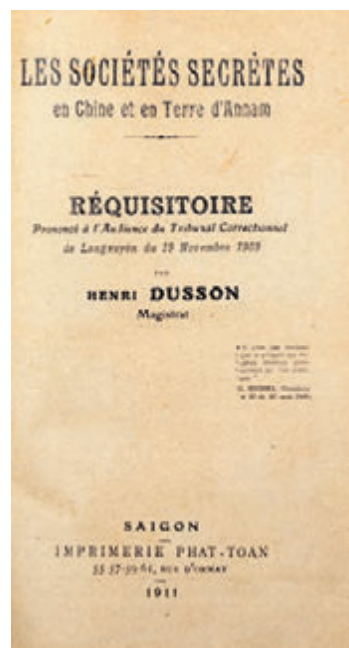 LES SOCIÉTÉS SECRÈTES
en Chine et en Terre d'Annam
RÉQUISITOIRE
Prononcé à l'Audience du Tribunal Correctionnel
de Longxuyên du 19 Novembre 1909
PAR
HENRI DUSSON
Magistrat
SAIGON
IMPRIMERIE PHAT-TOAN
55-57-59-61, RUE D'ORMAY
1911